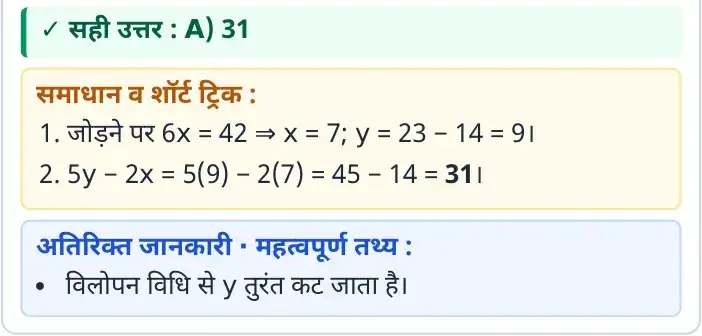 ✓ सही उत्तर : A) 31
समाधान व शॉर्ट ट्रिक :
1. जोड़ने पर 6x = 42 ⇒ x = 7; y = 23 − 14 = 9।
2. 5y − 2x = 5(9) − 2(7) = 45 − 14 = 31।
अतिरिक्त जानकारी · महत्वपूर्ण तथ्य :
• विलोपन विधि से y तुरंत कट जाता है।